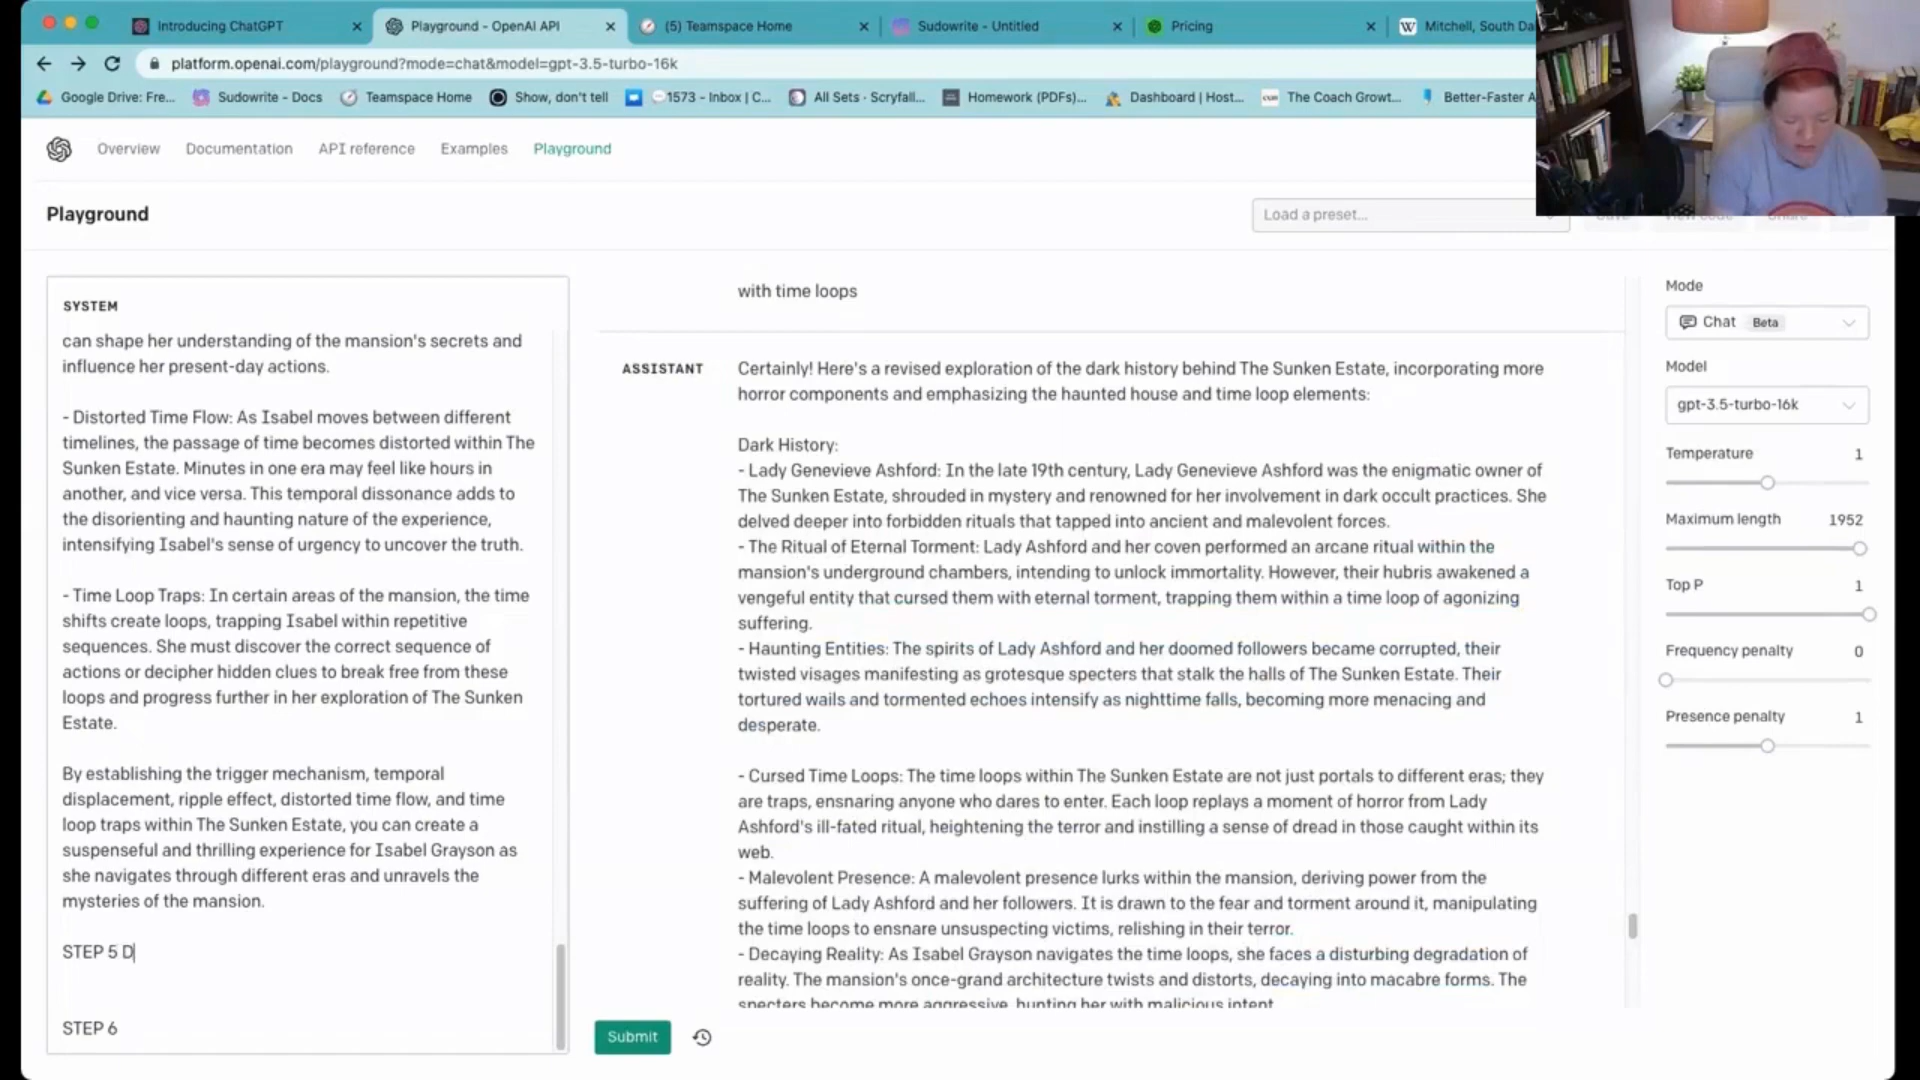 Introducing ChatGPT
Playground - OpenAI API
(5) Teamspace Home
Sudowrite - Untitled
Pricing
Mitchell, South Da
platform.openai.com/playground?mode=chat&model=gpt-3.5-turbo-16k
Google Drive: Fre...
Sudowrite - Docs
Teamspace Home
Show, don't tell
1573 - Inbox | C...
All Sets · Scryfall...
Homework (PDFs)...
Dashboard | Host...
The Coach Growt...
Better-Faster A
Overview
Documentation
API reference
Examples
Playground
Playground
Load a preset...
SYSTEM
can shape her understanding of the mansion's secrets and
influence her present-day actions.
- Distorted Time Flow: As Isabel moves between different
timelines, the passage of time becomes distorted within The
Sunken Estate. Minutes in one era may feel like hours in
another, and vice versa. This temporal dissonance adds to
the disorienting and haunting nature of the experience,
intensifying Isabel's sense of urgency to uncover the truth.
- Time Loop Traps: In certain areas of the mansion, the time
shifts create loops, trapping Isabel within repetitive
sequences. She must discover the correct sequence of
actions or decipher hidden clues to break free from these
loops and progress further in her exploration of The Sunken
Estate.
By establishing the trigger mechanism, temporal
displacement, ripple effect, distorted time flow, and time
loop traps within The Sunken Estate, you can create a
suspenseful and thrilling experience for Isabel Grayson as
she navigates through different eras and unravels the
mysteries of the mansion.
STEP 5 D
STEP 6
with time loops
ASSISTANT
Certainly! Here's a revised exploration of the dark history behind The Sunken Estate, incorporating more
horror components and emphasizing the haunted house and time loop elements:
Dark History:
- Lady Genevieve Ashford: In the late 19th century, Lady Genevieve Ashford was the enigmatic owner of
The Sunken Estate, shrouded in mystery and renowned for her involvement in dark occult practices. She
delved deeper into forbidden rituals that tapped into ancient and malevolent forces.
- The Ritual of Eternal Torment: Lady Ashford and her coven performed an arcane ritual within the
mansion's underground chambers, intending to unlock immortality. However, their hubris awakened a
vengeful entity that cursed them with eternal torment, trapping them within a time loop of agonizing
suffering.
- Haunting Entities: The spirits of Lady Ashford and her doomed followers became corrupted, their
twisted visages manifesting as grotesque specters that stalk the halls of The Sunken Estate. Their
tortured wails and tormented echoes intensify as nighttime falls, becoming more menacing and
desperate.
- Cursed Time Loops: The time loops within The Sunken Estate are not just portals to different eras; they
are traps, ensnaring anyone who dares to enter. Each loop replays a moment of horror from Lady
Ashford's ill-fated ritual, heightening the terror and instilling a sense of dread in those caught within its
web.
- Malevolent Presence: A malevolent presence lurks within the mansion, deriving power from the
suffering of Lady Ashford and her followers. It is drawn to the fear and torment around it, manipulating
the time loops to ensnare unsuspecting victims, relishing in their terror.
- Decaying Reality: As Isabel Grayson navigates the time loops, she faces a disturbing degradation of
reality. The mansion's once-grand architecture twists and distorts, decaying into macabre forms. The
specters become more aggressive, hunting her with malicious intent.
Submit
Mode
Chat Beta
Model
gpt-3.5-turbo-16k
Temperature 1
Maximum length 1952
Top P 1
Frequency penalty 0
Presence penalty 1